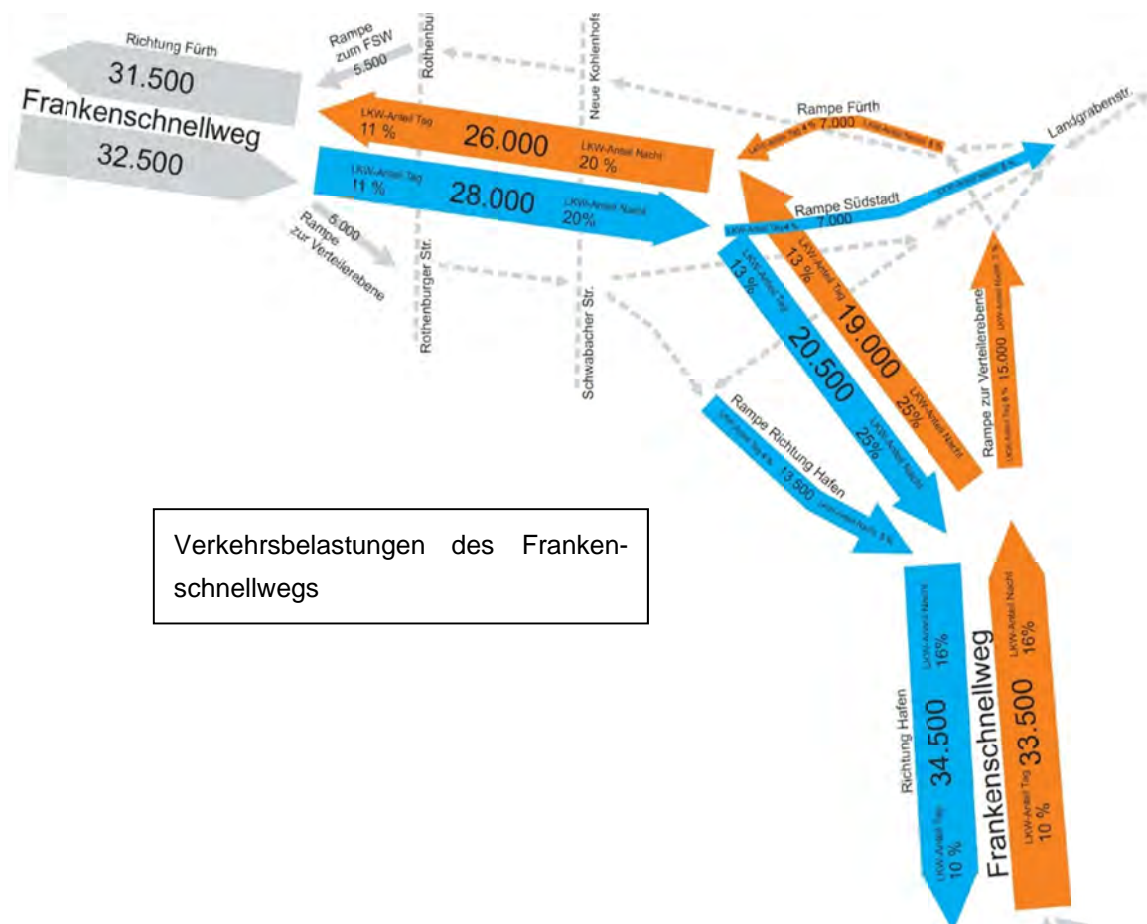 Richtung Fürth
31.500
Frankenschnellweg
32.500
Rampe
zum FSW
5.500
5.000
Rampe
zur Verteilerebene
Rothenbur
Rothenburger Str.
Neue Kohlenhofs
Schwabacher Str.
LKW-Anteil Tag
11 %
26.000
LKW-Anteil Nacht
20 %
LKW-Anteil Tag
11 %
28.000
LKW-Anteil Nacht
20%
Rampe Fürth
7.000
Landgrabenstr.
Rampe Südstadt
7.000
LKW-Anteil Tag
13 %
19.000
LKW-Anteil Nacht
25%
LKW-Anteil Tag
13 %
20.500
LKW-Anteil Nacht
25%
Rampe zur Verteilerebene
15.000
Rampe Richtung Hafen
13.500
Verkehrsbelastungen des Franken-
schnellwegs
Richtung Hafen
LKW-Anteil Tag
10 %
34.500
LKW-Anteil Nacht
16%
Frankenschnellweg
LKW-Anteil Tag
10 %
33.500
LKW-Anteil Nacht
16%